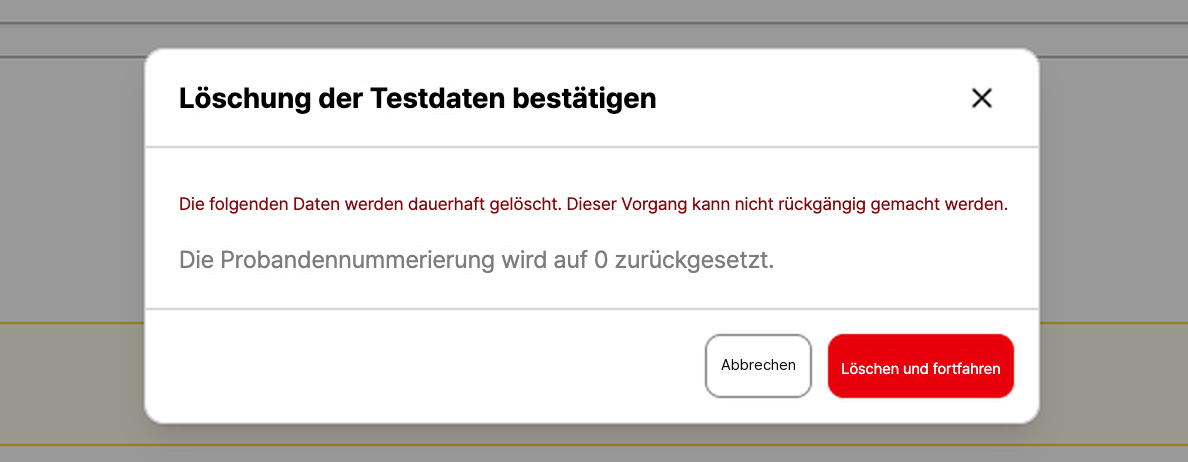 Löschung der Testdaten bestätigen
Die folgenden Daten werden dauerhaft gelöscht. Dieser Vorgang kann nicht rückgängig gemacht werden.
Die Probandennummerierung wird auf 0 zurückgesetzt.
Abbrechen
Löschen und fortfahren